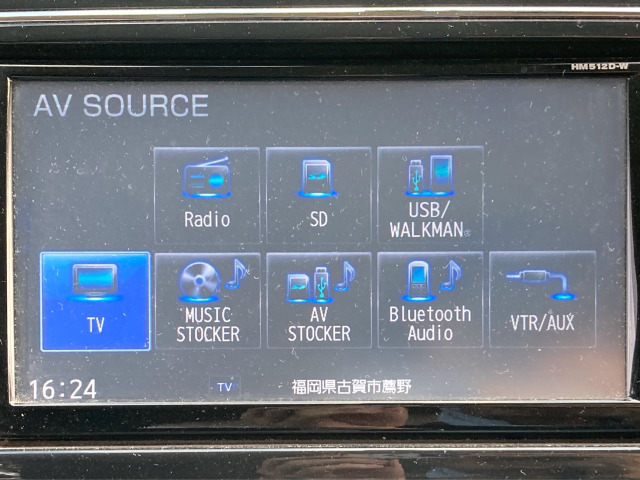 HM512D-W
AV SOURCE
Radio
SD
USB/
WALKMAN®
TV
MUSIC
STOCKER
AV
STOCKER
Bluetooth
Audio
VTR/AUX
16:24
TV
福岡県古賀市薦野